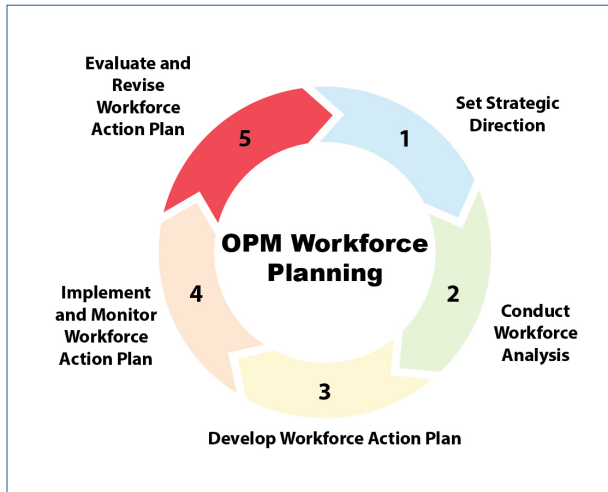 OPM Workforce
Planning
1
Set Strategic
Direction
2
Conduct
Workforce
Analysis
3
Develop Workforce Action Plan
4
Implement
and Monitor
Workforce
Action Plan
5
Evaluate and
Revise
Workforce
Action Plan